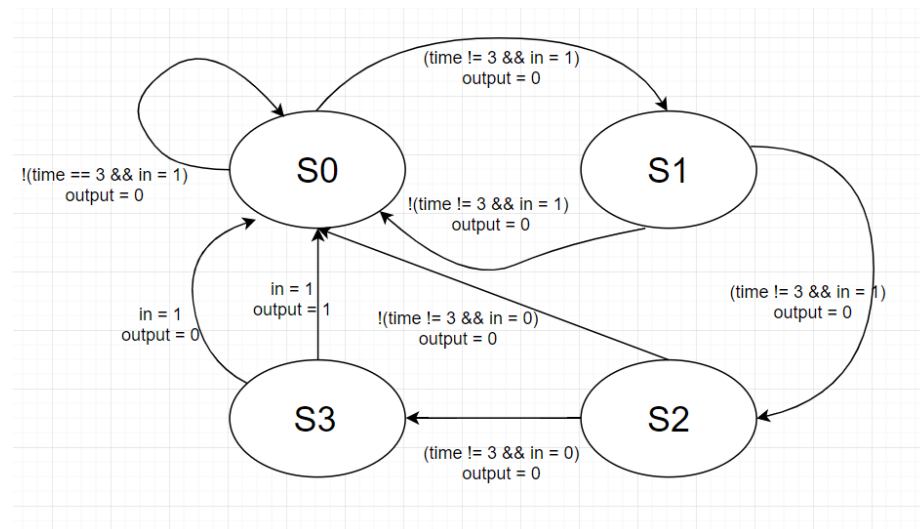 (time != 3 && in = 1)
output = 0
S0
S1
!(time == 3 && in = 1)
output = 0
!(time != 3 && in = 1)
output = 0
in = 1
output = 1
(time != 3 && in = 1)
output = 0
in = 1
output = 0
!(time != 3 && in = 0)
output = 0
S3
S2
(time != 3 && in = 0)
output = 0